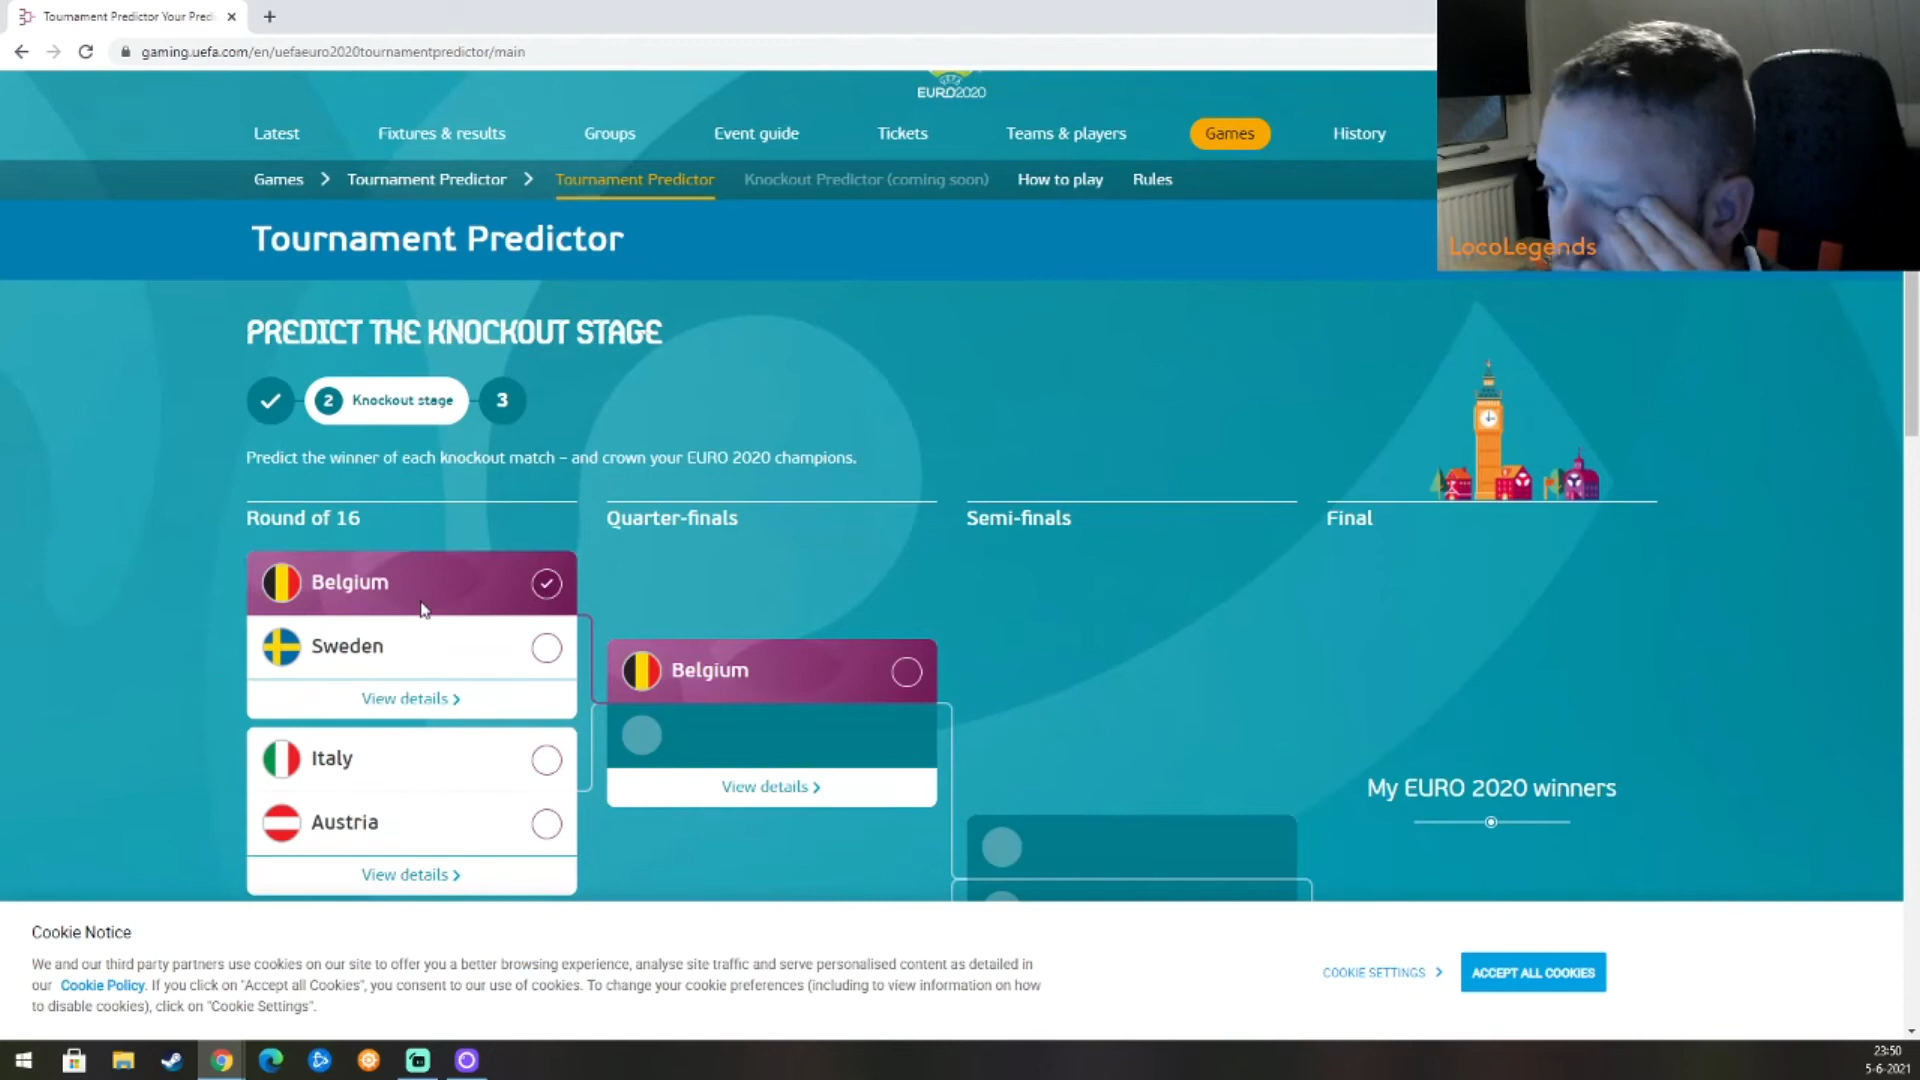 Tournament Predictor Your Pred
gaming.uefa.com/en/uefaeuro2020tournamentpredictor/main
UEFA
EURO2020
Latest
Fixtures & results
Groups
Event guide
Tickets
Teams & players
Games
History
Games
Tournament Predictor
Tournament Predictor
Knockout Predictor (coming soon)
How to play
Rules
LocoLegends
Tournament Predictor
PREDICT THE KNOCKOUT STAGE
2 Knockout stage
3
Predict the winner of each knockout match – and crown your EURO 2020 champions.
Round of 16
Quarter-finals
Semi-finals
Final
Belgium
Sweden
View details
Italy
Austria
View details
Belgium
View details
My EURO 2020 winners
Cookie Notice
We and our third party partners use cookies on our site to offer you a better browsing experience, analyse site traffic and serve personalised content as detailed in
our Cookie Policy. If you click on "Accept all Cookies", you consent to our use of cookies. To change your cookie preferences (including to view information on how
to disable cookies), click on "Cookie Settings".
COOKIE SETTINGS
ACCEPT ALL COOKIES
23:50
5-6-2021